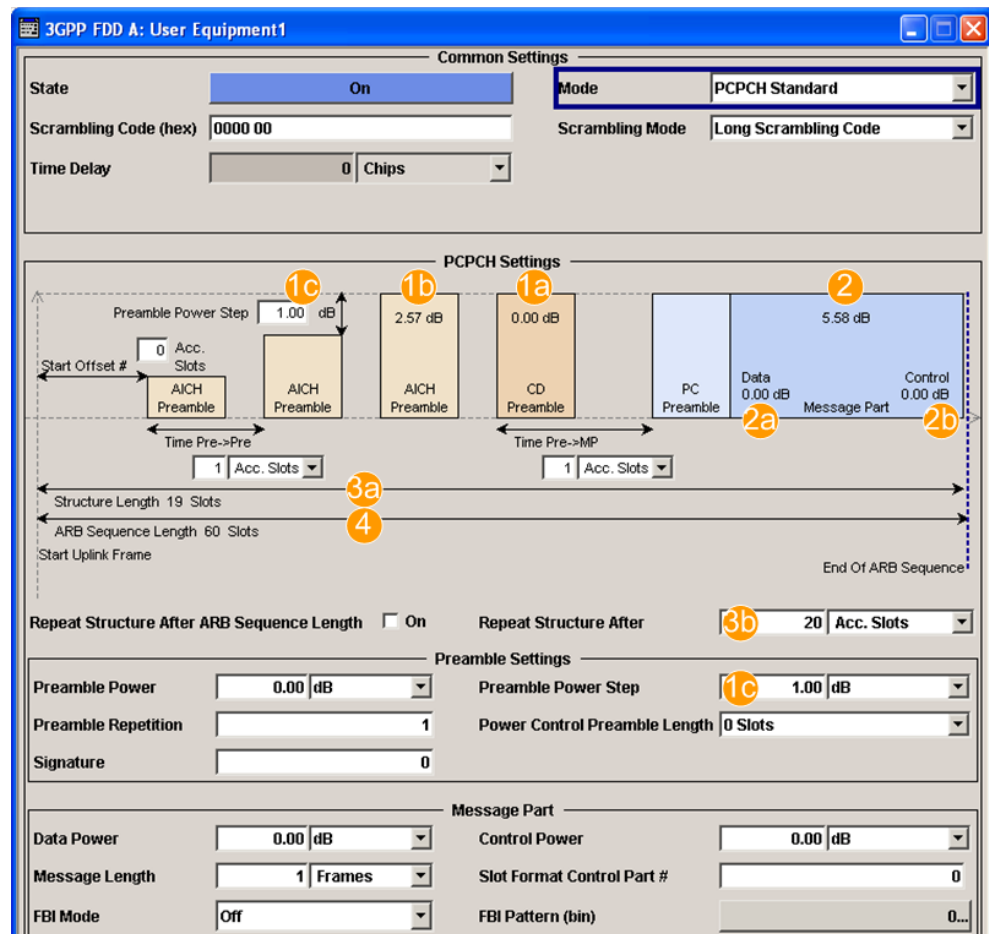 3GPP FDD A: User Equipment1
Common Settings
State On Mode PCPCH Standard
Scrambling Code (hex) 0000 00 Scrambling Mode Long Scrambling Code
Time Delay 0 Chips
PCPCH Settings
1c 1b 1a 2
Preamble Power Step 1.00 dB 2.57 dB 0.00 dB 5.58 dB
Start Offset # 0 Acc. Slots
AICH Preamble
AICH Preamble
AICH Preamble
CD Preamble
PC Preamble
Data 0.00 dB
Message Part
Control 0.00 dB
2a 2b
Time Pre->Pre
1 Acc. Slots
Time Pre->MP
1 Acc. Slots
3a
Structure Length 19 Slots
4
ARB Sequence Length 60 Slots
Start Uplink Frame
End Of ARB Sequence
Repeat Structure After ARB Sequence Length On Repeat Structure After 3b 20 Acc. Slots
Preamble Settings
Preamble Power 0.00 dB Preamble Power Step 1c 1.00 dB
Preamble Repetition 1 Power Control Preamble Length 0 Slots
Signature 0
Message Part
Data Power 0.00 dB Control Power 0.00 dB
Message Length 1 Frames Slot Format Control Part # 0
FBI Mode Off FBI Pattern (bin) 0...